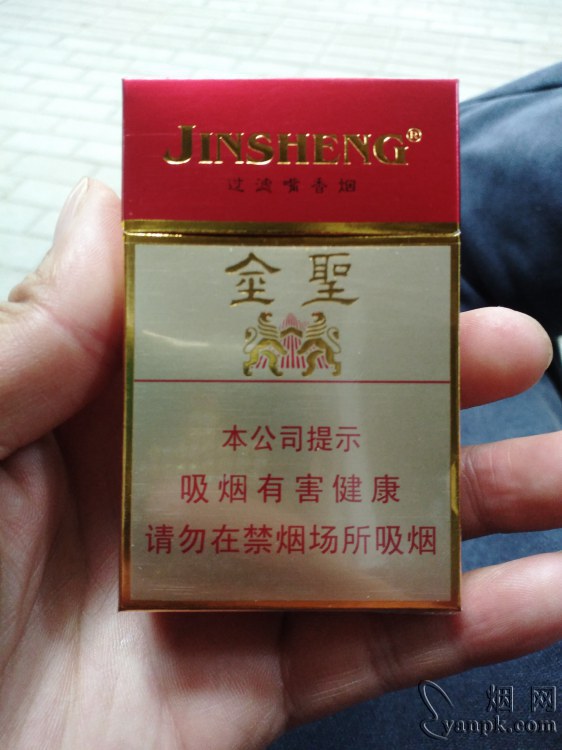 JINSHENG®
过滤嘴香烟
金聖
本公司提示
吸烟有害健康
请勿在禁烟场所吸烟
烟网
yanpk.com